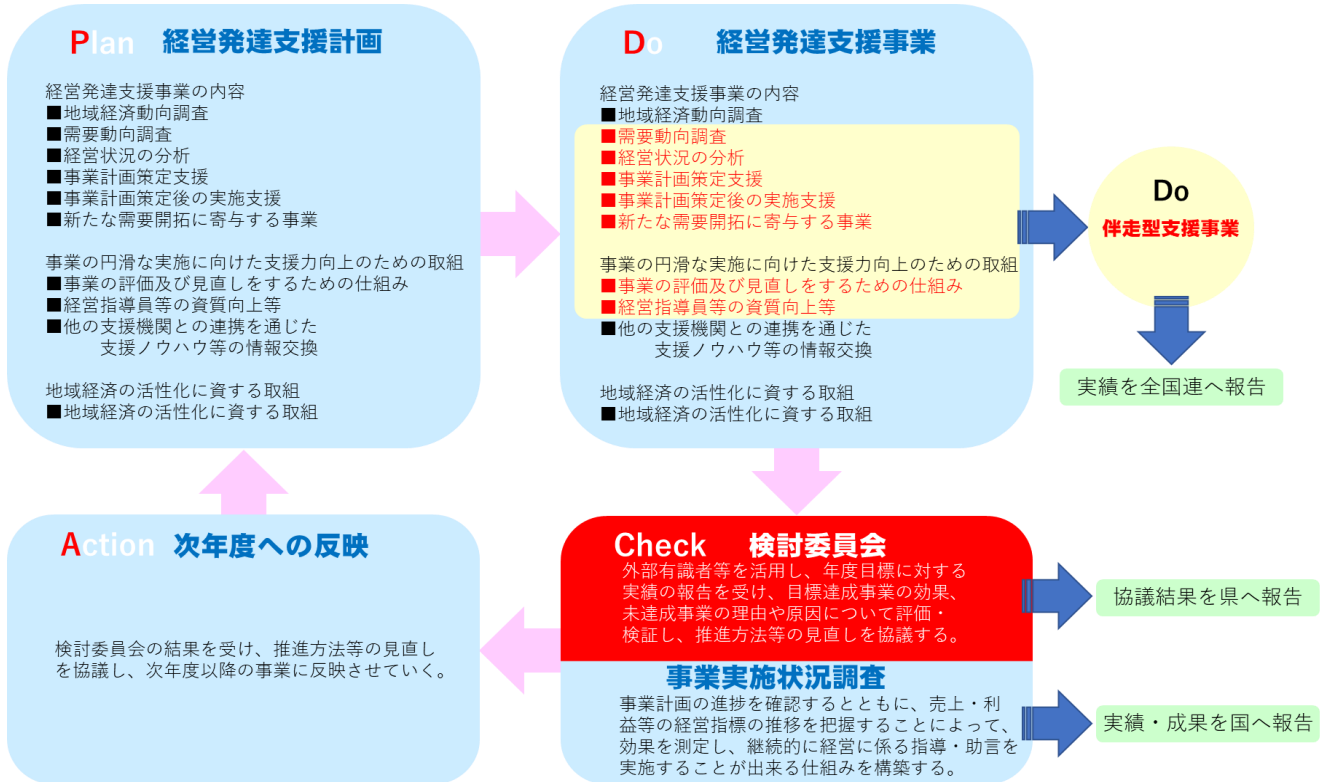 Plan 経営発達支援計画
経営発達支援事業の内容
■地域経済動向調査
■需要動向調査
■経営状況の分析
■事業計画策定支援
■事業計画策定後の実施支援
■新たな需要開拓に寄与する事業
事業の円滑な実施に向けた支援力向上のための取組
■事業の評価及び見直しをするための仕組み
■経営指導員等の資質向上等
■他の支援機関との連携を通じた
支援ノウハウ等の情報交換
地域経済の活性化に資する取組
■地域経済の活性化に資する取組
Do 経営発達支援事業
経営発達支援事業の内容
■地域経済動向調査
■需要動向調査
■経営状況の分析
■事業計画策定支援
■事業計画策定後の実施支援
■新たな需要開拓に寄与する事業
事業の円滑な実施に向けた支援力向上のための取組
■事業の評価及び見直しをするための仕組み
■経営指導員等の資質向上等
■他の支援機関との連携を通じた
支援ノウハウ等の情報交換
地域経済の活性化に資する取組
■地域経済の活性化に資する取組
Do
伴走型支援事業
実績を全国連へ報告
Check 検討委員会
外部有識者等を活用し、年度目標に対する
実績の報告を受け、目標達成事業の効果、
未達成事業の理由や原因について評価・
検証し、推進方法等の見直しを協議する。
協議結果を県へ報告
事業実施状況調査
事業計画の進捗を確認するとともに、売上・利
益等の経営指標の推移を把握することによって、
効果を測定し、継続的に経営に係る指導・助言を
実施することが出来る仕組みを構築する。
実績・成果を国へ報告
Action 次年度への反映
検討委員会の結果を受け、推進方法等の見直し
を協議し、次年度以降の事業に反映させていく。